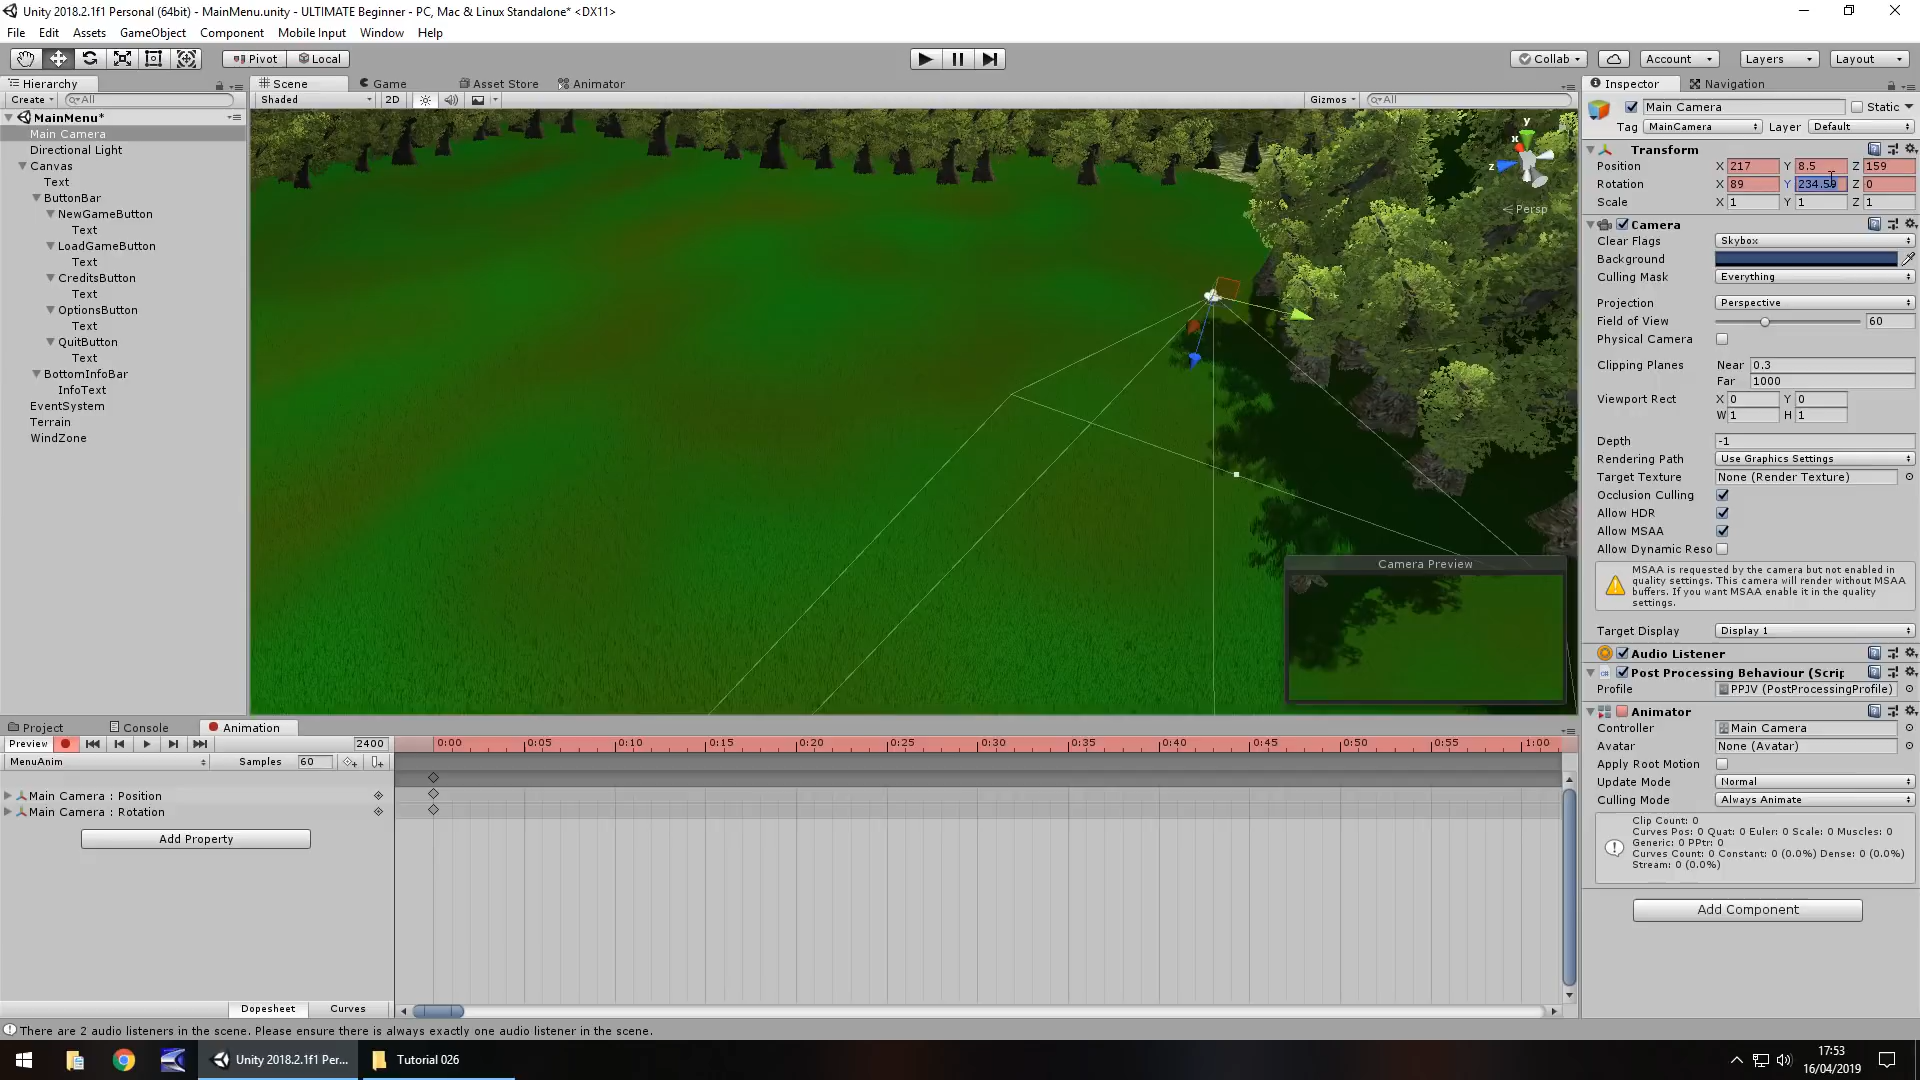 Unity 2018.2.1f1 Personal (64bit) - MainMenu.unity - ULTIMATE Beginner - PC, Mac & Linux Standalone* <DX11>
File Edit Assets GameObject Component Mobile Input Window Help
Pivot Local Collab Account Layers Layout
Hierarchy Scene Game Asset Store Animator Inspector Navigation
Create All Shaded 2D Gizmos All
MainMenu*
Main Camera
Directional Light
Canvas
Text
ButtonBar
NewGameButton
Text
LoadGameButton
Text
CreditsButton
Text
OptionsButton
Text
QuitButton
Text
BottomInfoBar
InfoText
EventSystem
Terrain
WindZone
y
x
z
Persp
Camera Preview
Main Camera Static
Tag MainCamera Layer Default
Transform
Position X 217 Y 8.5 Z 159
Rotation X 89 Y 234.59 Z 0
Scale X 1 Y 1 Z 1
Camera
Clear Flags Skybox
Background
Culling Mask Everything
Projection Perspective
Field of View 60
Physical Camera
Clipping Planes Near 0.3
Far 1000
Viewport Rect X 0 Y 0
W 1 H 1
Depth -1
Rendering Path Use Graphics Settings
Target Texture None (Render Texture)
Occlusion Culling
Allow HDR
Allow MSAA
Allow Dynamic Reso
MSAA is requested by the camera but not enabled in
quality settings. This camera will render without MSAA
buffers. If you want MSAA enable it in the quality
settings.
Target Display Display 1
Audio Listener
Post Processing Behaviour (Scrip
Profile PPJV (PostProcessingProfile)
Animator
Controller Main Camera
Avatar None (Avatar)
Apply Root Motion
Update Mode Normal
Culling Mode Always Animate
Clip Count: 0
Curves Pos: 0 Quat: 0 Euler: 0 Scale: 0 Muscles: 0
Generic: 0 PPtr: 0
Curves Count: 0 Constant: 0 (0.0%) Dense: 0 (0.0%)
Stream: 0 (0.0%)
Add Component
Project Console Animation
Preview 2400 0:00 0:05 0:10 0:15 0:20 0:25 0:30 0:35 0:40 0:45 0:50 0:55 1:00
MenuAnim Samples 60
Main Camera : Position
Main Camera : Rotation
Add Property
Dopesheet Curves
There are 2 audio listeners in the scene. Please ensure there is always exactly one audio listener in the scene.
Unity 2018.2.1f1 Per... Tutorial 026
17:53
16/04/2019